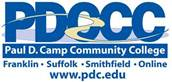 PDCCC
Paul D. Camp Community College
Franklin • Suffolk • Smithfield • Online
www.pdc.edu